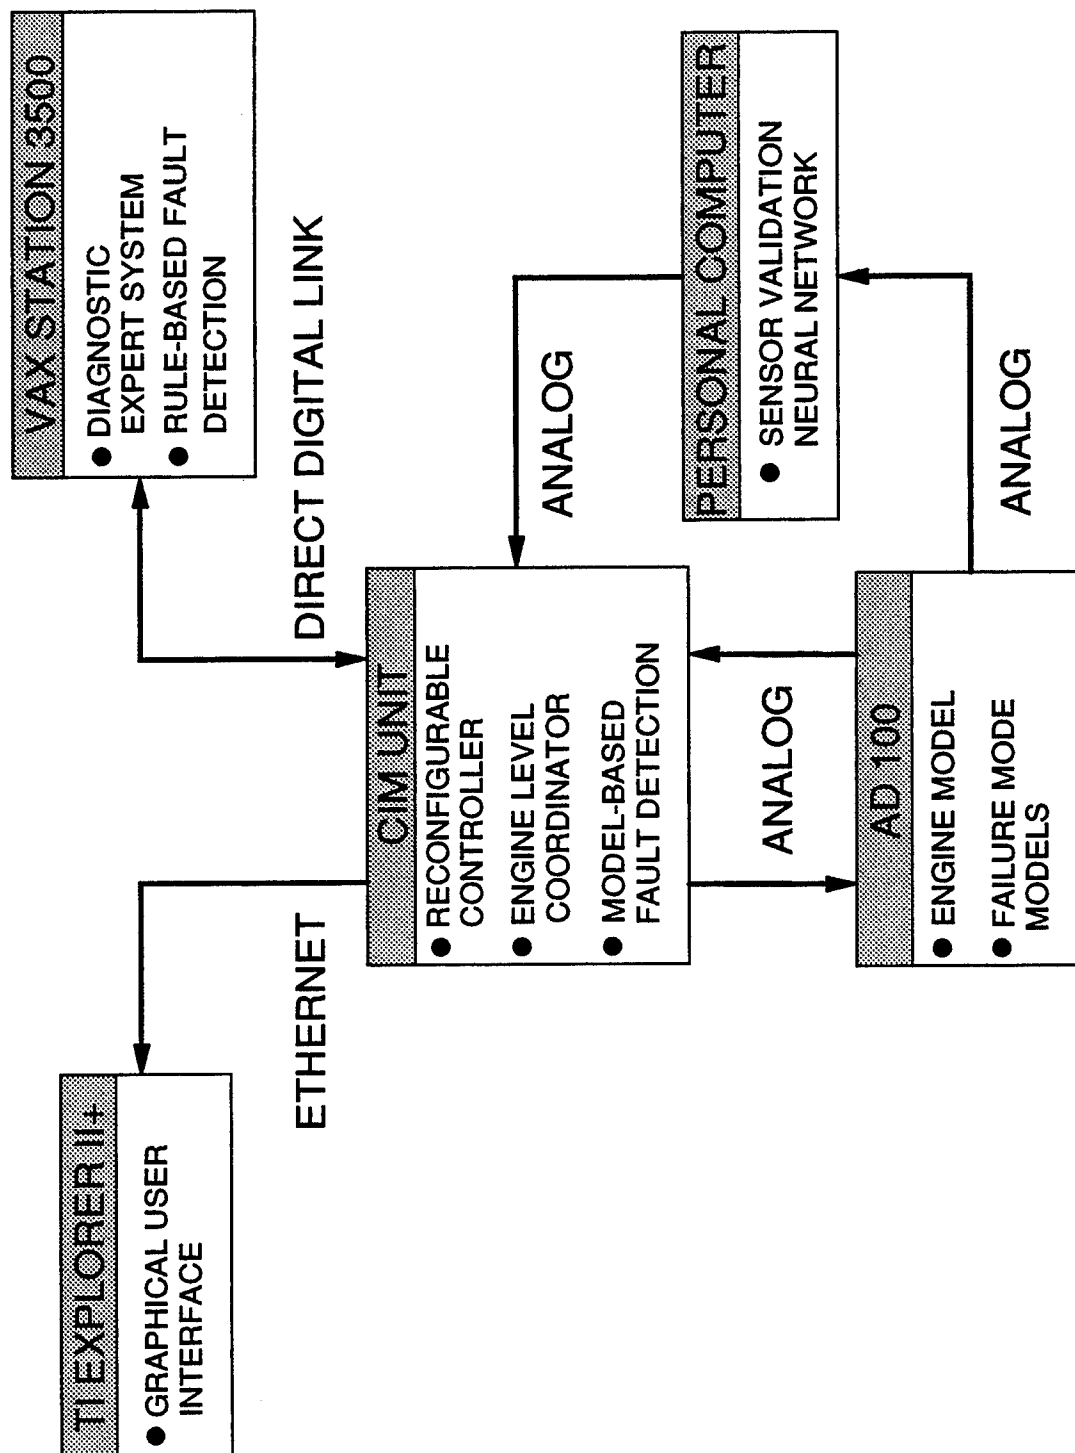 TI EXPLORER II+
● GRAPHICAL USER
INTERFACE
ETHERNET
VAX STATION 3500
● DIAGNOSTIC
EXPERT SYSTEM
● RULE-BASED FAULT
DETECTION
DIRECT DIGITAL LINK
CIM UNIT
● RECONFIGURABLE
CONTROLLER
● ENGINE LEVEL
COORDINATOR
● MODEL-BASED
FAULT DETECTION
ANALOG
PERSONAL COMPUTER
● SENSOR VALIDATION
NEURAL NETWORK
ANALOG
AD 100
● ENGINE MODEL
● FAILURE MODE
MODELS
ANALOG